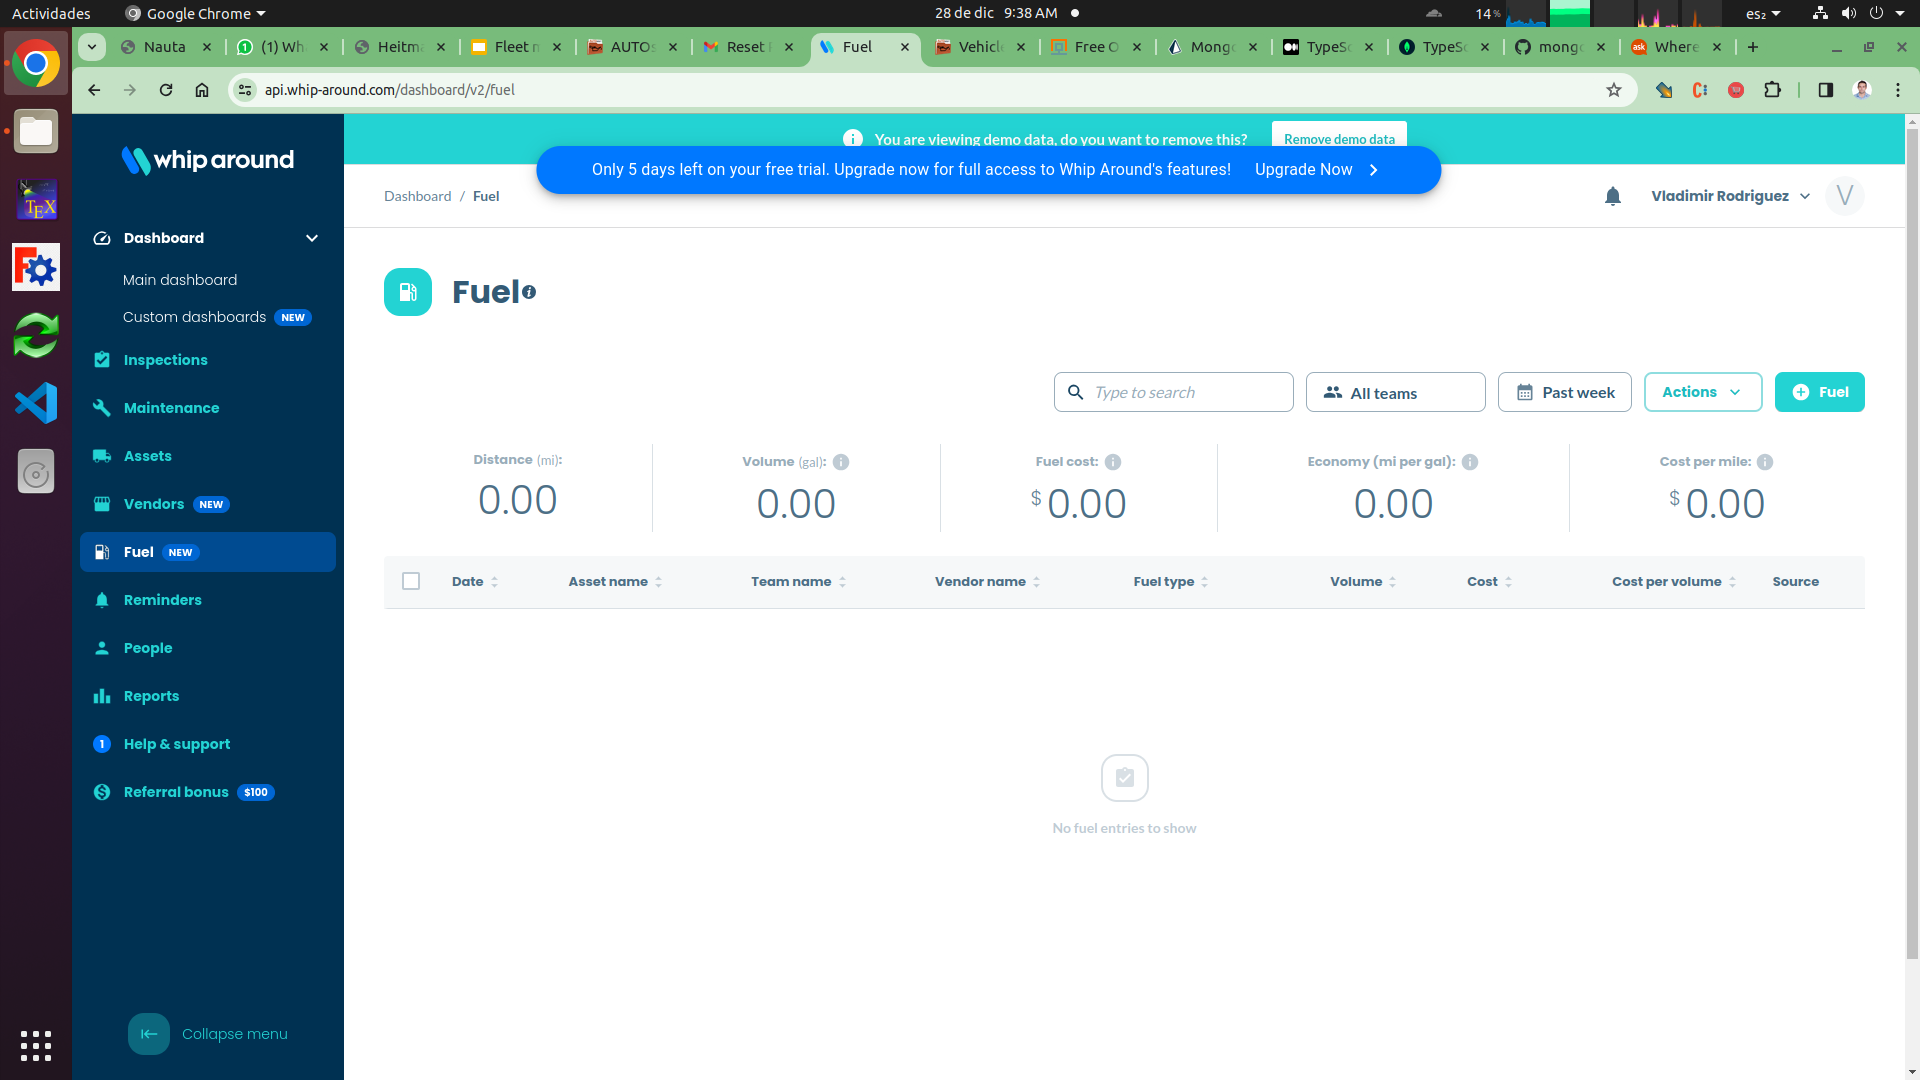 Actividades
Google Chrome
28 de dic 9:38 AM
14%
es₂
Nauta
(1) Wh
Heitm
Fleet m
AUTOs
Reset
Fuel
Vehicle
Free O
Mongo
TypeSc
TypeSc
mongo
Where
api.whip-around.com/dashboard/v2/fuel
whip around
You are viewing demo data, do you want to remove this?
Remove demo data
Only 5 days left on your free trial. Upgrade now for full access to Whip Around's features!
Upgrade Now
Dashboard / Fuel
Vladimir Rodriguez
V
Dashboard
Main dashboard
Custom dashboards NEW
Inspections
Maintenance
Assets
Vendors NEW
Fuel NEW
Reminders
People
Reports
1 Help & support
Referral bonus $100
Collapse menu
Fuel
Type to search
All teams
Past week
Actions
Fuel
Distance (mi):
0.00
Volume (gal):
0.00
Fuel cost:
$0.00
Economy (mi per gal):
0.00
Cost per mile:
$0.00
Date
Asset name
Team name
Vendor name
Fuel type
Volume
Cost
Cost per volume
Source
No fuel entries to show